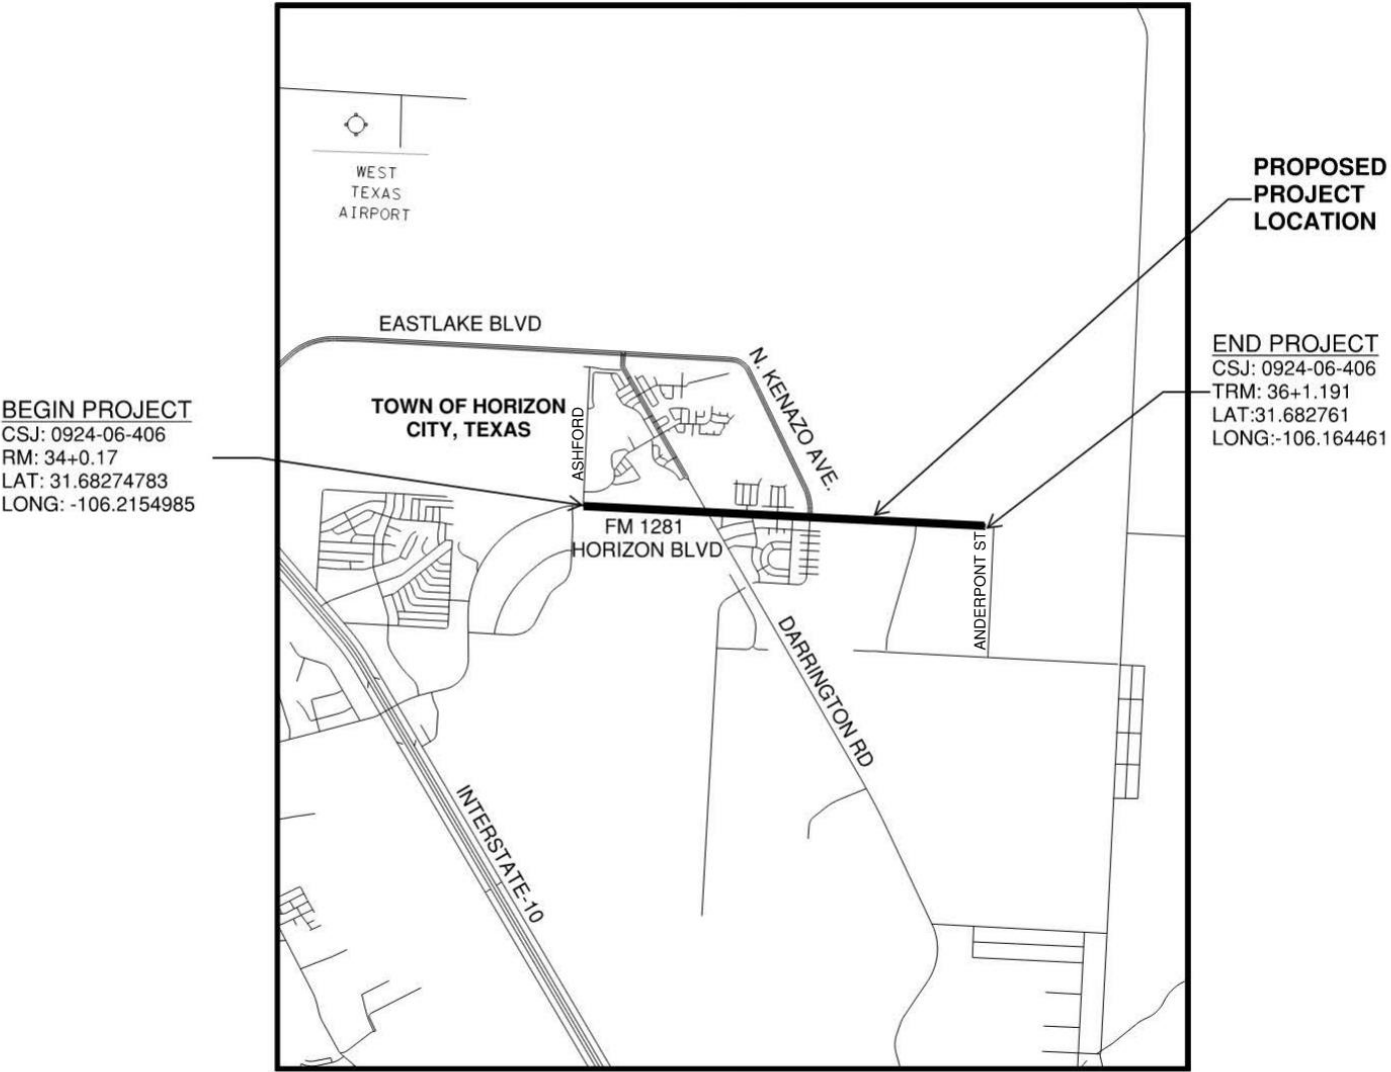 WEST
TEXAS
AIRPORT
PROPOSED
PROJECT
LOCATION
EASTLAKE BLVD
N. KENAZO AVE.
END PROJECT
CSJ: 0924-06-406
TRM: 36+1.191
LAT:31.682761
LONG:-106.164461
BEGIN PROJECT
CSJ: 0924-06-406
RM: 34+0.17
LAT: 31.68274783
LONG: -106.2154985
TOWN OF HORIZON
CITY, TEXAS
ASHFORD
FM 1281
HORIZON BLVD
ANDERPONT ST.
DARRINGTON RD
INTERSTATE-10